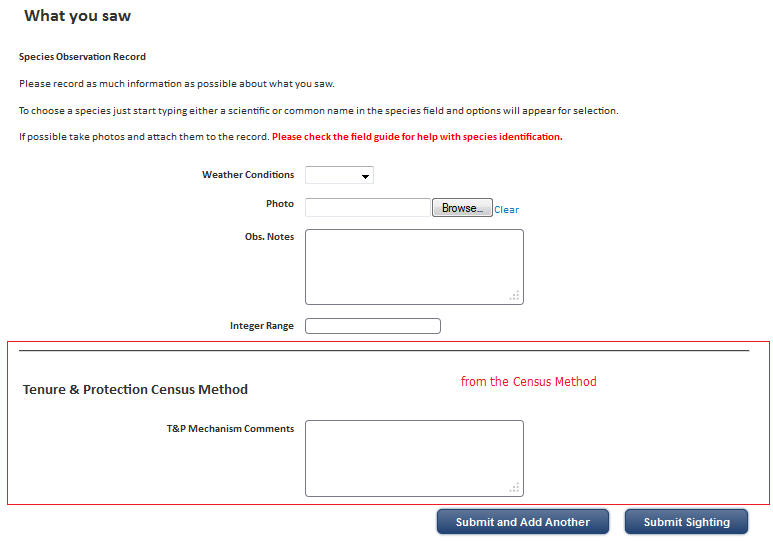 What you saw
Species Observation Record
Please record as much information as possible about what you saw.
To choose a species just start typing either a scientific or common name in the species field and options will appear for selection.
If possible take photos and attach them to the record. Please check the field guide for help with species identification.
Weather Conditions
Photo
Browse...
Clear
Obs. Notes
Integer Range
Tenure & Protection Census Method
from the Census Method
T&P Mechanism Comments
Submit and Add Another
Submit Sighting